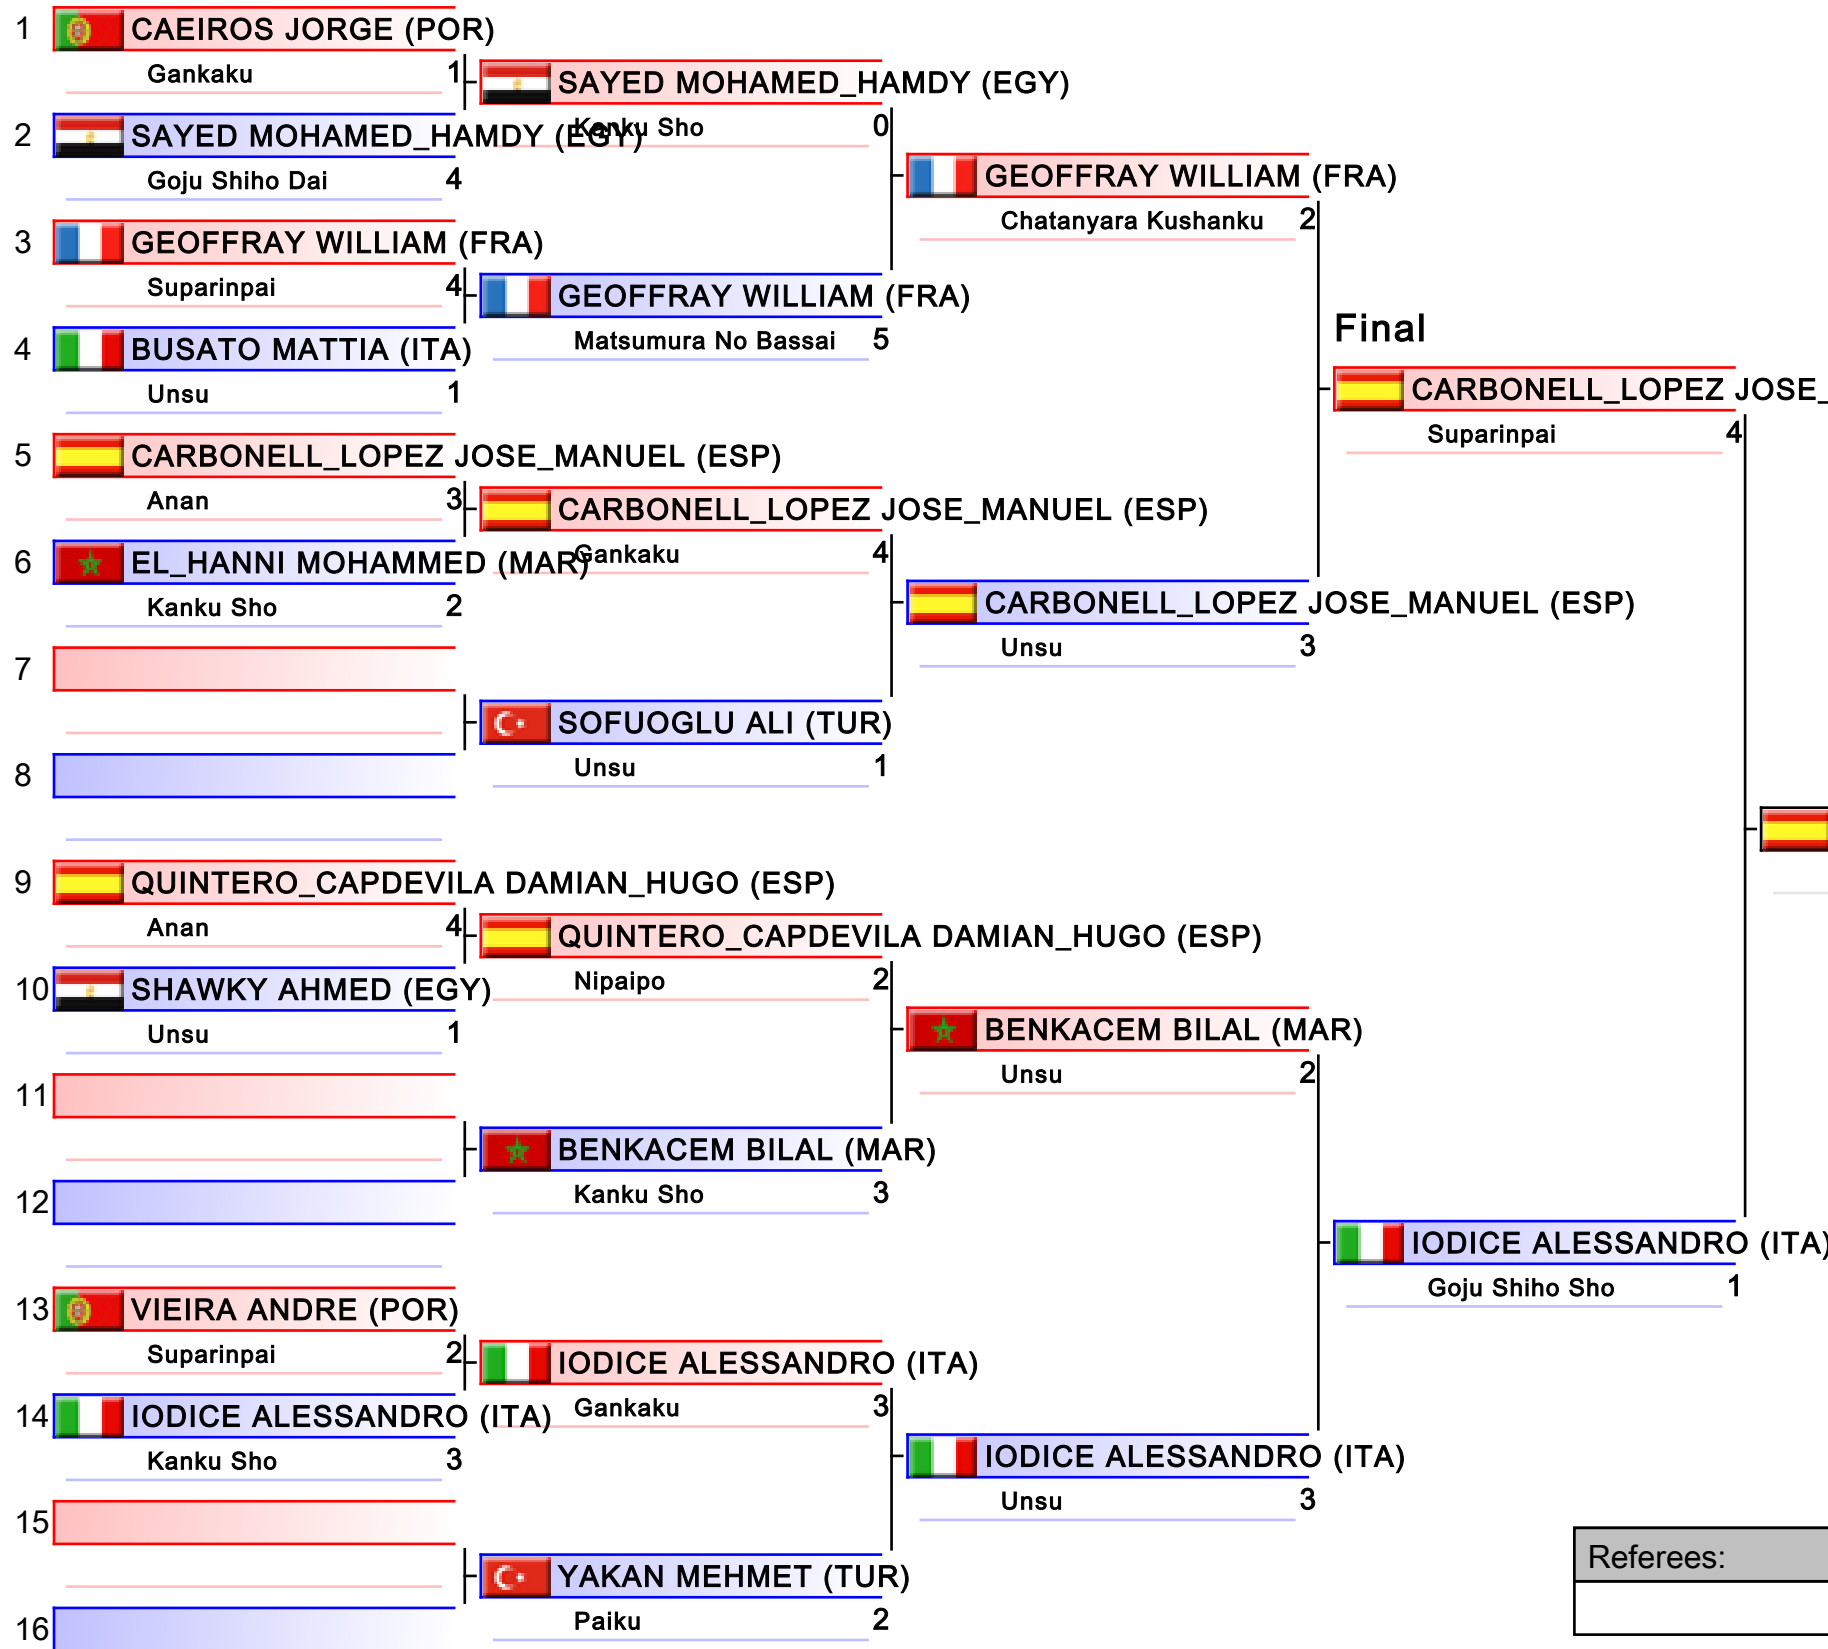 1 CAEIROS JORGE (POR)
Gankaku 1
SAYED MOHAMED_HAMDY (EGY)
Kanku Sho 0
2 SAYED MOHAMED_HAMDY (EGY)
Goju Shiho Dai 4
GEOFFRAY WILLIAM (FRA)
Chatanyara Kushanku 2
3 GEOFFRAY WILLIAM (FRA)
Suparinpai 4
GEOFFRAY WILLIAM (FRA)
Matsumura No Bassai 5
4 BUSATO MATTIA (ITA)
Unsu 1
Final
CARBONELL_LOPEZ JOSE_
Suparinpai 4
5 CARBONELL_LOPEZ JOSE_MANUEL (ESP)
Anan 3
CARBONELL_LOPEZ JOSE_MANUEL (ESP)
Gankaku 4
6 EL_HANNI MOHAMMED (MAR)
Kanku Sho 2
CARBONELL_LOPEZ JOSE_MANUEL (ESP)
Unsu 3
7
SOFUOGLU ALI (TUR)
Unsu 1
8
9 QUINTERO_CAPDEVILA DAMIAN_HUGO (ESP)
Anan 4
QUINTERO_CAPDEVILA DAMIAN_HUGO (ESP)
Nipaipo 2
10 SHAWKY AHMED (EGY)
Unsu 1
BENKACEM BILAL (MAR)
Unsu 2
11
BENKACEM BILAL (MAR)
Kanku Sho 3
12
IODICE ALESSANDRO (ITA)
Goju Shiho Sho 1
13 VIEIRA ANDRE (POR)
Suparinpai 2
IODICE ALESSANDRO (ITA)
Gankaku 3
14 IODICE ALESSANDRO (ITA)
Kanku Sho 3
IODICE ALESSANDRO (ITA)
Unsu 3
15
YAKAN MEHMET (TUR)
Paiku 2
16
Referees: